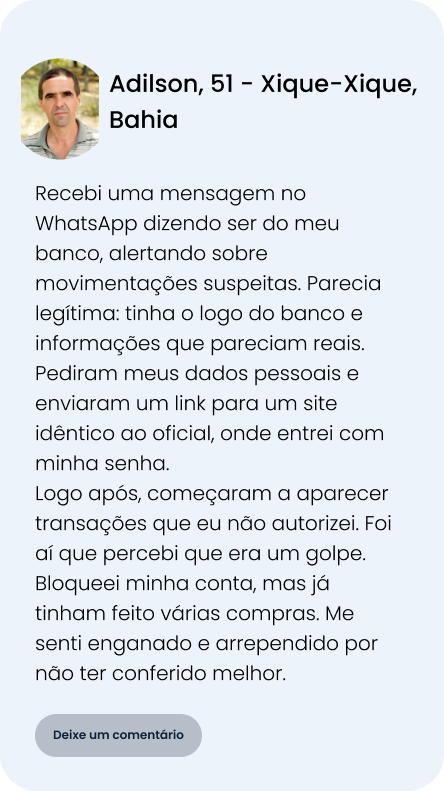 Adilson, 51 - Xique-Xique,
Bahia
Recebi uma mensagem no
WhatsApp dizendo ser do meu
banco, alertando sobre
movimentações suspeitas. Parecia
legítima: tinha o logo do banco e
informações que pareciam reais.
Pediram meus dados pessoais e
enviaram um link para um site
idêntico ao oficial, onde entrei com
minha senha.
Logo após, começaram a aparecer
transações que eu não autorizei. Foi
aí que percebi que era um golpe.
Bloqueei minha conta, mas já
tinham feito várias compras. Me
senti enganado e arrependido por
não ter conferido melhor.
Deixe um comentário